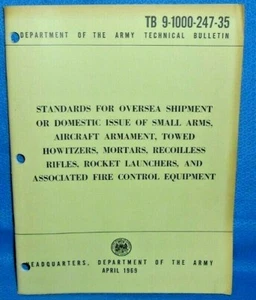 TB 9-1000-247-35
DEPARTMENT OF THE ARMY TECHNICAL BULLETIN
STANDARDS FOR OVERSEA SHIPMENT
OR DOMESTIC ISSUE OF SMALL ARMS,
AIRCRAFT ARMAMENT, TOWED
HOWITZERS, MORTARS, RECOILLESS
RIFLES, ROCKET LAUNCHERS, AND
ASSOCIATED FIRE CONTROL EQUIPMENT
HEADQUARTERS, DEPARTMENT OF THE ARMY
APRIL 1969